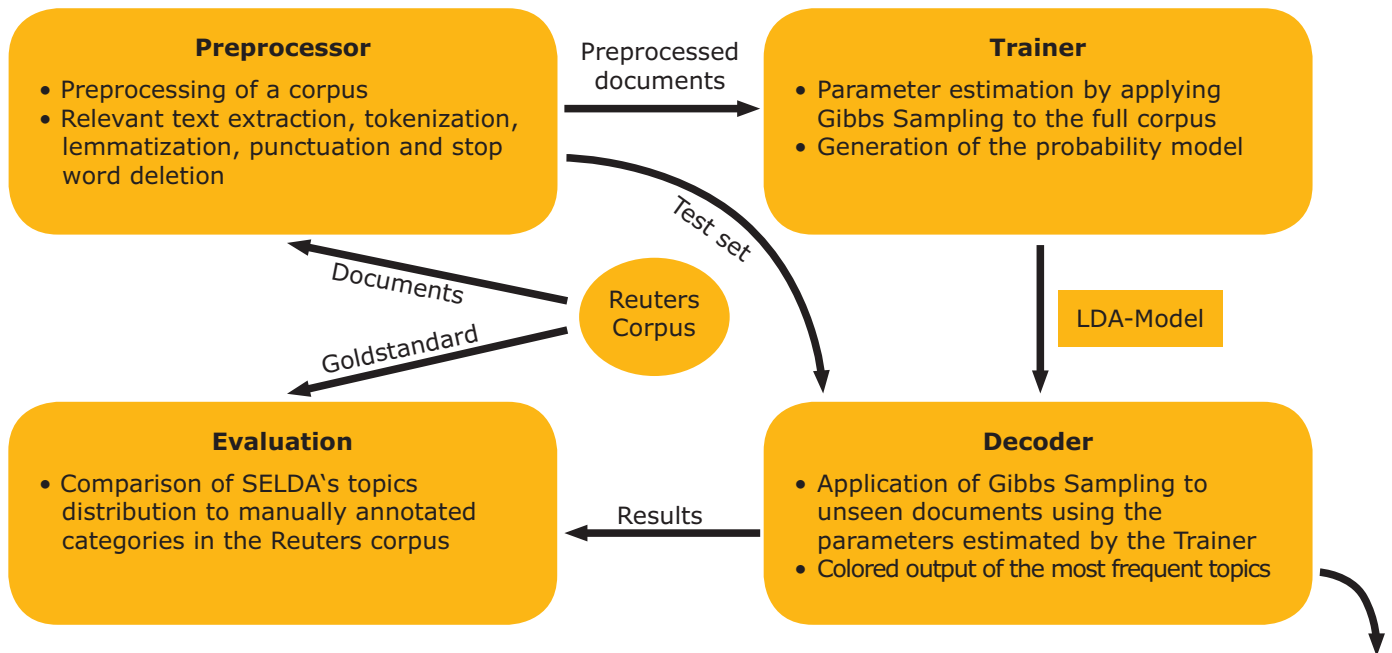 Preprocessor
• Preprocessing of a corpus
• Relevant text extraction, tokenization,
lemmatization, punctuation and stop
word deletion
Preprocessed
documents
Trainer
• Parameter estimation by applying
Gibbs Sampling to the full corpus
• Generation of the probability model
Test set
Documents
Reuters
Corpus
Goldstandard
LDA-Model
Evaluation
• Comparison of SELDA‘s topics
distribution to manually annotated
categories in the Reuters corpus
Results
Decoder
• Application of Gibbs Sampling to
unseen documents using the
parameters estimated by the Trainer
• Colored output of the most frequent topics